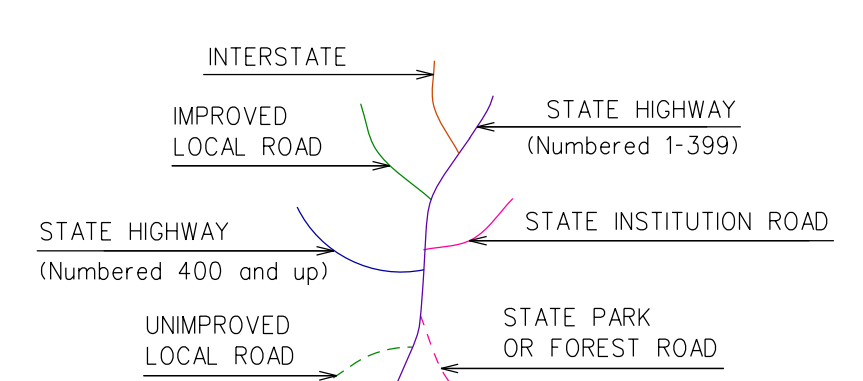 INTERSTATE
STATE HIGHWAY
(Numbered 1-399)
IMPROVED
LOCAL ROAD
STATE INSTITUTION ROAD
STATE HIGHWAY
(Numbered 400 and up)
UNIMPROVED
LOCAL ROAD
STATE PARK
OR FOREST ROAD